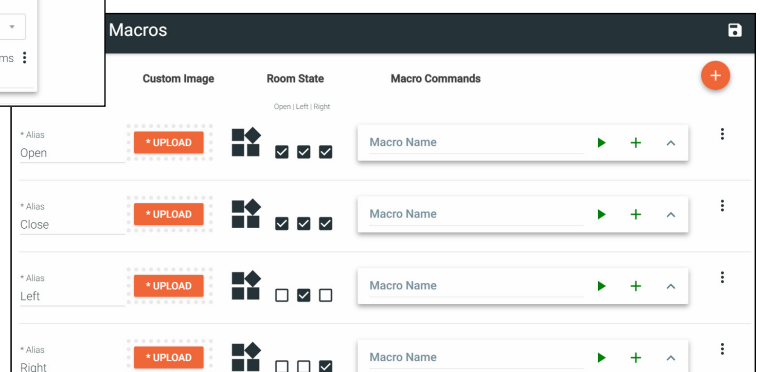 ms
Macros
Custom Image Room State Macro Commands
Open | Left | Right
* Alias
Open
* UPLOAD
Macro Name
* Alias
Close
* UPLOAD
Macro Name
* Alias
Left
* UPLOAD
Macro Name
* Alias
Right
* UPLOAD
Macro Name